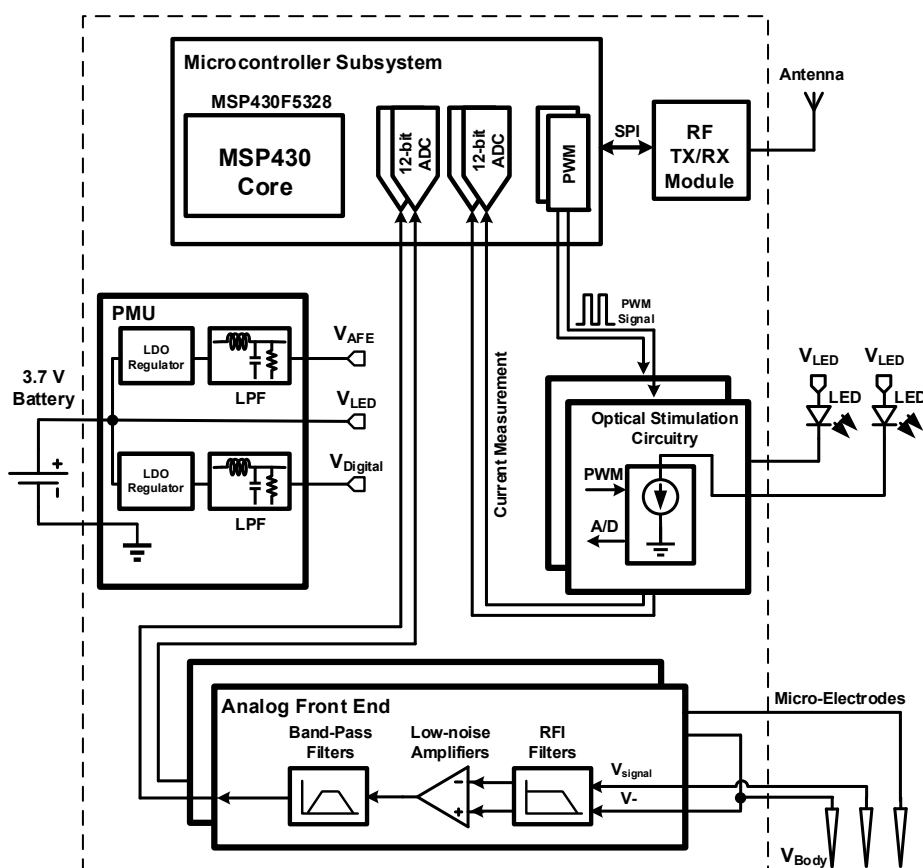 Microcontroller Subsystem
MSP430F5328
MSP430
Core
12-bit
ADC
12-bit
ADC
PWM
SPI
RF
TX/RX
Module
Antenna
PMU
LDO
Regulator
LPF
VAFE
3.7 V
Battery
+
-
VLED
LDO
Regulator
LPF
VDigital
Current Measurement
PWM
Signal
Optical Stimulation
Circuitry
PWM
A/D
VLED
VLED
LED
LED
Analog Front End
Band-Pass
Filters
Low-noise
Amplifiers
-
+
RFI
Filters
Vsignal
V-
Micro-Electrodes
VBody